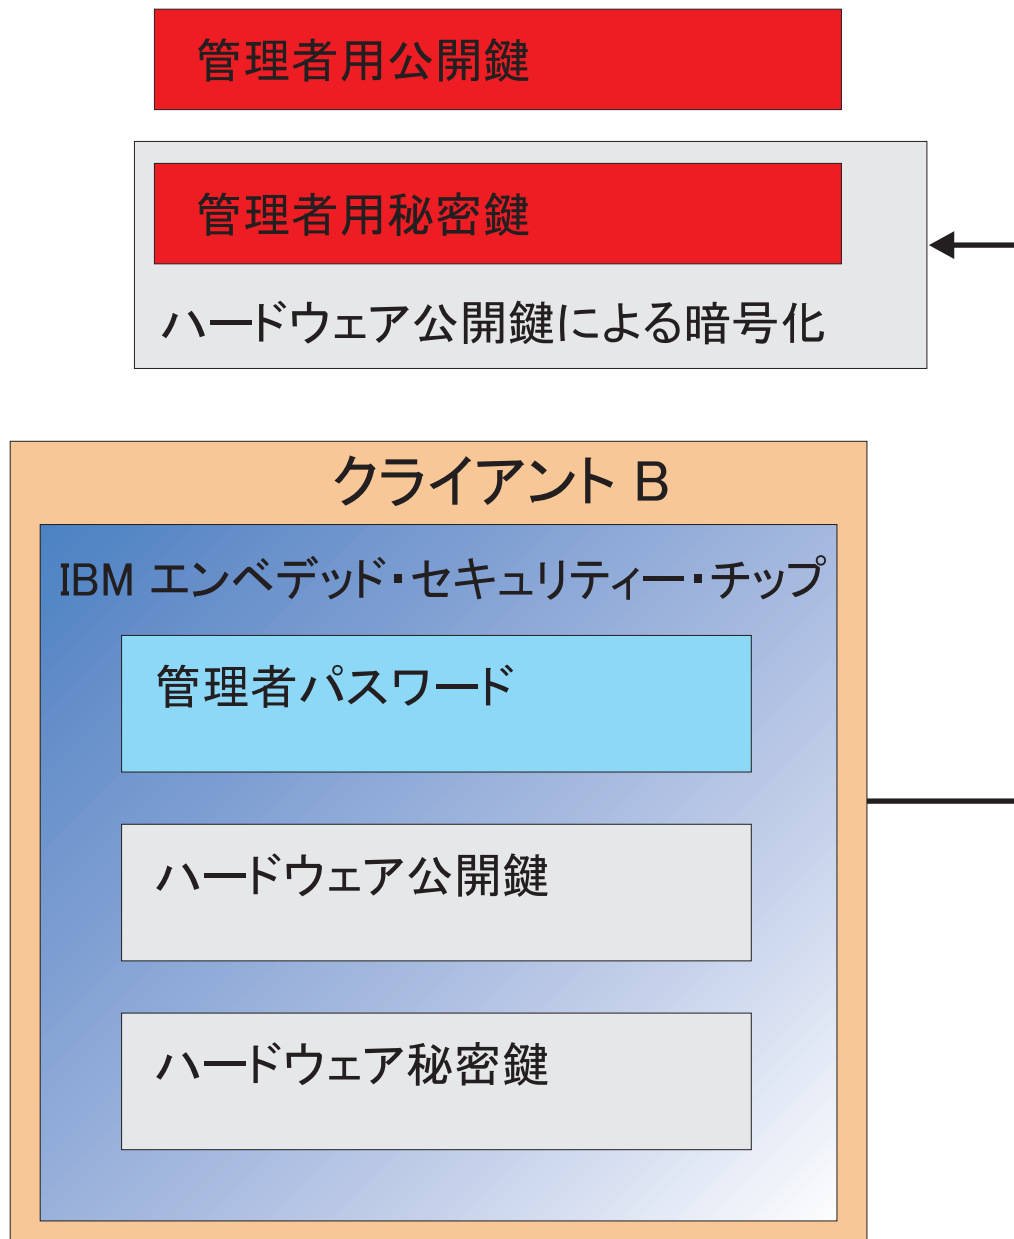 管理者用公開鍵
管理者用秘密鍵
ハードウェア公開鍵による暗号化
クライアント B
IBM エンベデッド・セキュリティー・チップ
管理者パスワード
ハードウェア公開鍵
ハードウェア秘密鍵